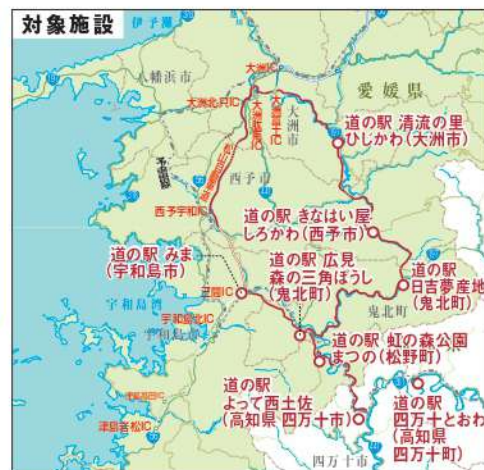 対象施設
伊予灘
八幡浜市
大洲IC
愛媛県
大洲北只IC
大洲市
道の駅 清流の里
ひじかわ(大洲市)
西予市
西予宇和IC
道の駅 きなはい屋
しろかわ(西予市)
道の駅 みま
(宇和島市)
道の駅 広見
森の三角ぼうし
(鬼北町)
道の駅
日吉夢産地
(鬼北町)
三間IC
宇和島湾
宇和島北IC
鬼北町
道の駅 虹の森公園
まつの(松野町)
道の駅
よって西土佐
(高知県 四万十市)
道の駅
四万十とおわ
(高知県
四万十町)
津島岩松IC
四万十市